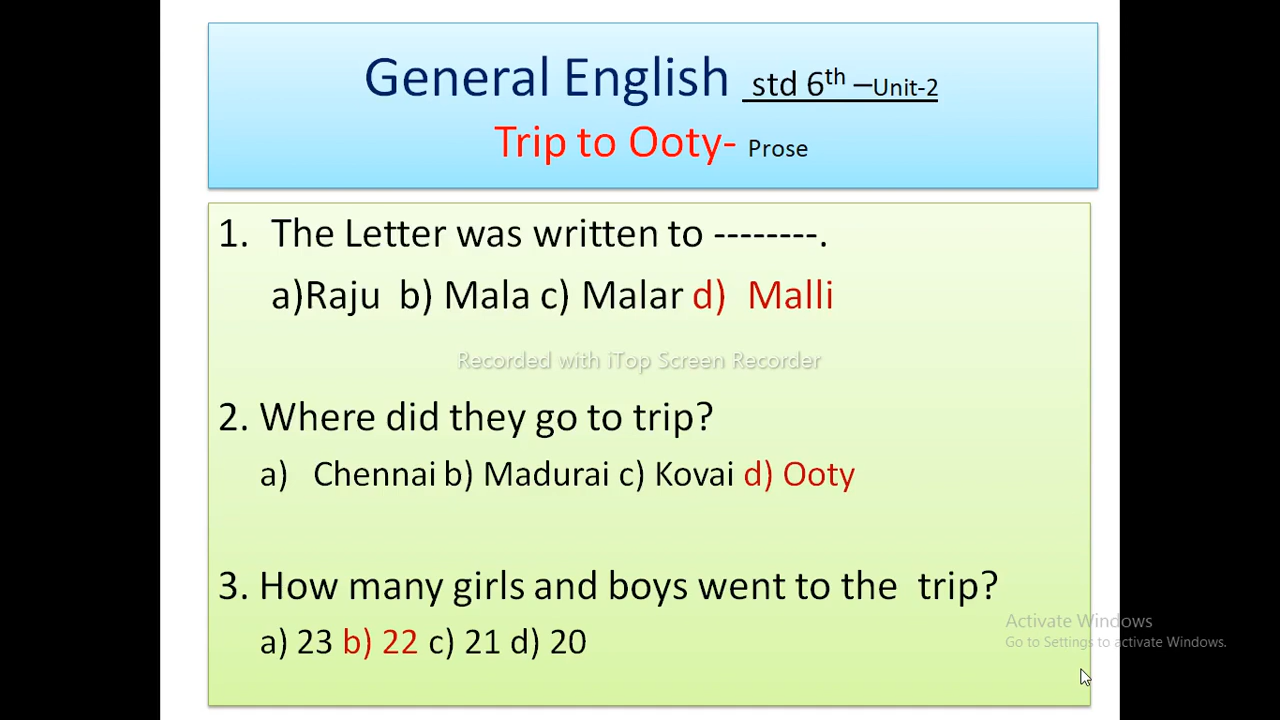 General English std 6th –Unit-2
Trip to Ooty- Prose
1. The Letter was written to --------.
a)Raju b) Mala c) Malar d) Malli
Recorded with iTop Screen Recorder
2. Where did they go to trip?
a) Chennai b) Madurai c) Kovai d) Ooty
3. How many girls and boys went to the trip?
a) 23 b) 22 c) 21 d) 20
Activate Windows
Go to Settings to activate Windows.